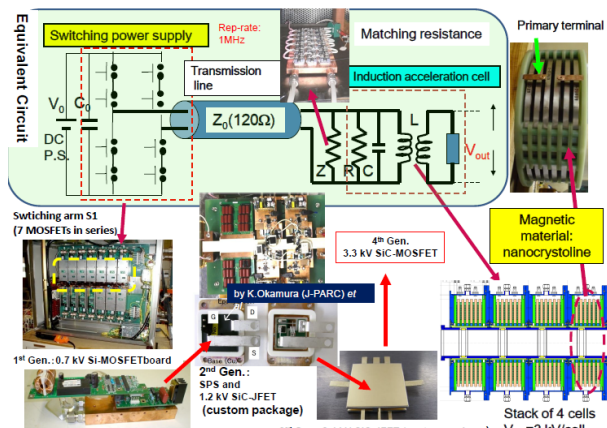 Equivalent Circuit
Switching power supply
Rep-rate:
1MHz
Matching resistance
Primary terminal
Transmission
line
Induction acceleration cell
V0 C0
Z0(120Ω)
DC
P.S.
Z R C
L
Vout
Swtiching arm S1
(7 MOSFETs in series)
4th Gen.
3.3 kV SiC-MOSFET
Magnetic
material:
nanocrystoline
by K.Okamura (J-PARC) et
G D
S
Base (Cu)
1st Gen.:0.7 kV Si-MOSFETboard
2nd Gen.:
SPS and
1.2 kV SiC-JFET
(custom package)
Stack of 4 cells